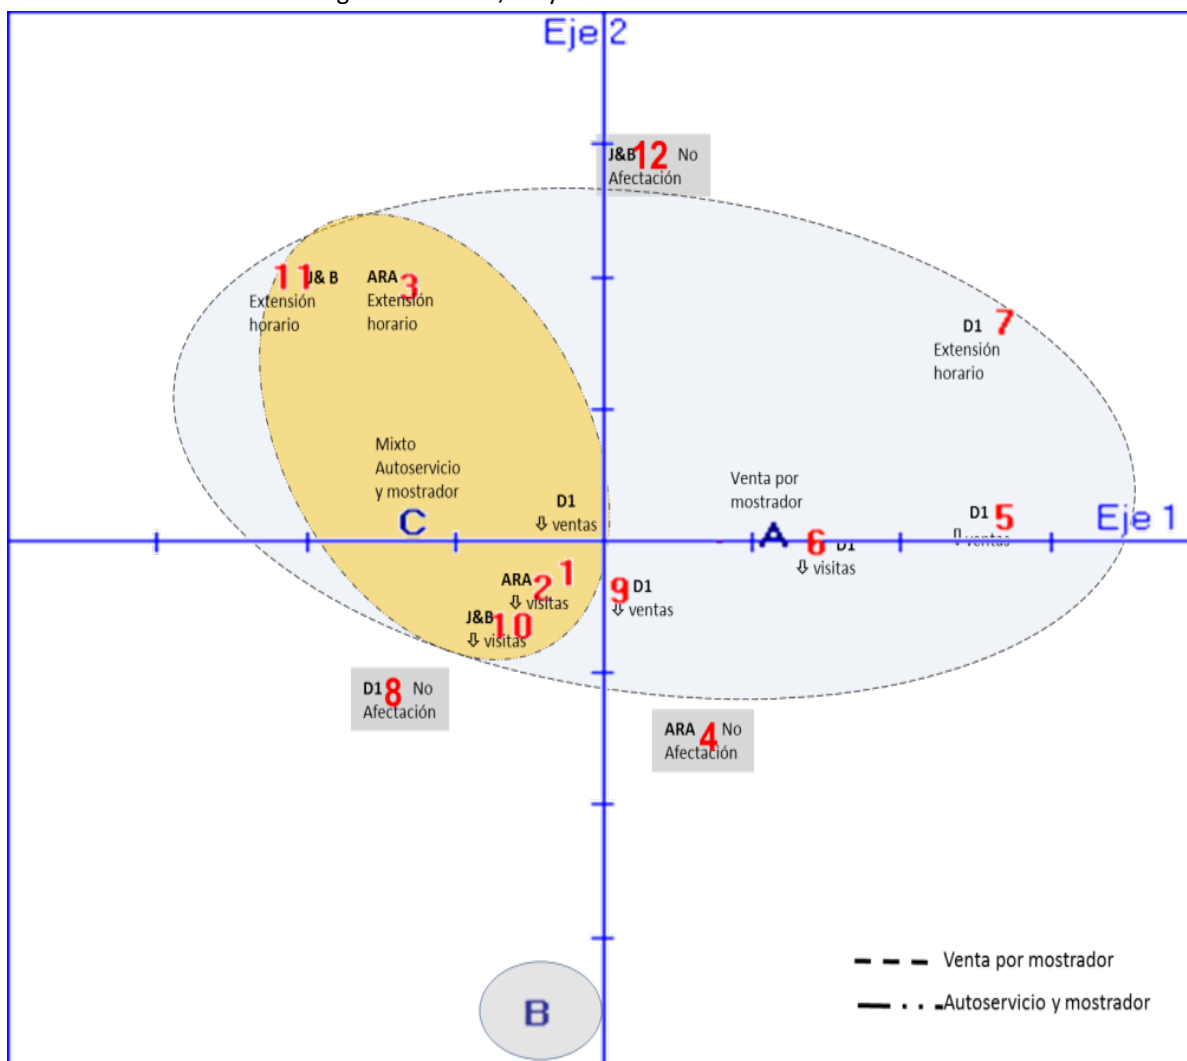 Eje 2
J&B 12 No
Afectación
11 J& B
Extensión
horario
ARA 3
Extensión
horario
D1 7
Extensión
horario
Mixto
Autoservicio
y mostrador
C
D1
⇩ ventas
Venta por
mostrador
A
D1 5
⇩ ventas
Eje 1
6 D1
⇩ visitas
1
ARA 2
⇩ visitas
9 D1
⇩ ventas
J&B 10
⇩ visitas
D1 8 No
Afectación
ARA 4 No
Afectación
B
Venta por mostrador
Autoservicio y mostrador